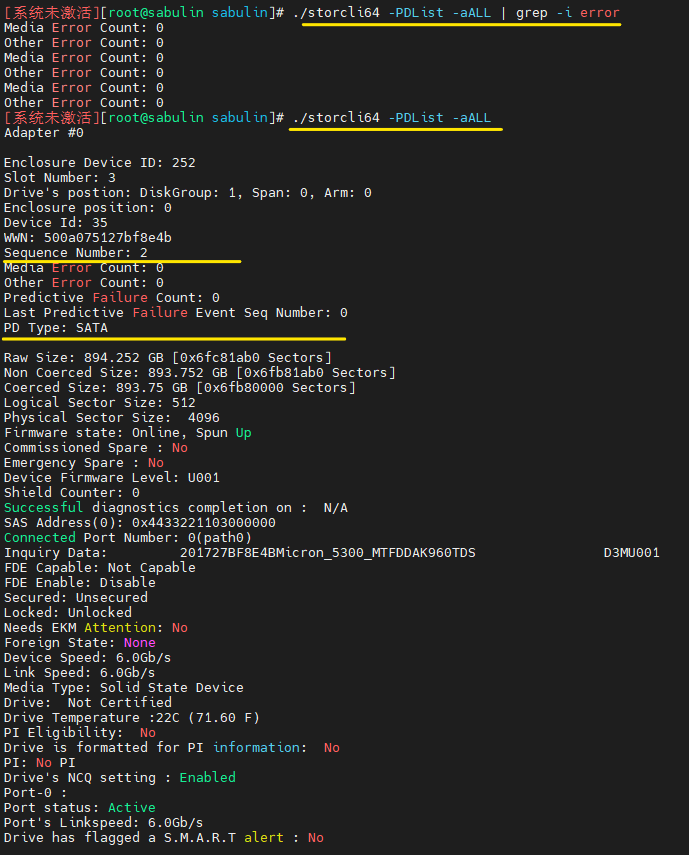 [系统未激活][root@sabulin sabulin]# ./storcli64 -PDList -aALL | grep -i error
Media Error Count: 0
Other Error Count: 0
Media Error Count: 0
Other Error Count: 0
Media Error Count: 0
Other Error Count: 0
[系统未激活][root@sabulin sabulin]# ./storcli64 -PDList -aALL
Adapter #0
Enclosure Device ID: 252
Slot Number: 3
Drive's postion: DiskGroup: 1, Span: 0, Arm: 0
Enclosure position: 0
Device Id: 35
WWN: 500a075127bf8e4b
Sequence Number: 2
Media Error Count: 0
Other Error Count: 0
Predictive Failure Count: 0
Last Predictive Failure Event Seq Number: 0
PD Type: SATA
Raw Size: 894.252 GB [0x6fc81ab0 Sectors]
Non Coerced Size: 893.752 GB [0x6fb81ab0 Sectors]
Coerced Size: 893.75 GB [0x6fb80000 Sectors]
Logical Sector Size: 512
Physical Sector Size:  4096
Firmware state: Online, Spun Up
Commissioned Spare : No
Emergency Spare : No
Device Firmware Level: U001
Shield Counter: 0
Successful diagnostics completion on :  N/A
SAS Address(0): 0x4433221103000000
Connected Port Number: 0(path0)
Inquiry Data:         201727BF8E4BMicron_5300_MTFDDAK960TDS                D3MU001
FDE Capable: Not Capable
FDE Enable: Disable
Secured: Unsecured
Locked: Unlocked
Needs EKM Attention: No
Foreign State: None
Device Speed: 6.0Gb/s
Link Speed: 6.0Gb/s
Media Type: Solid State Device
Drive:  Not Certified
Drive Temperature :22C (71.60 F)
PI Eligibility:  No
Drive is formatted for PI information:  No
PI: No PI
Drive's NCQ setting : Enabled
Port-0 :
Port status: Active
Port's Linkspeed: 6.0Gb/s
Drive has flagged a S.M.A.R.T alert : No